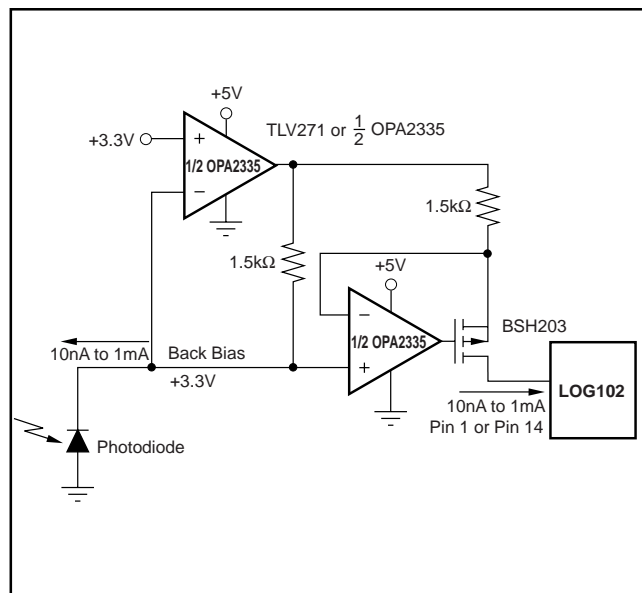 +5V
TLV271 or 1/2 OPA2335
+3.3V
+
1/2 OPA2335
−
1.5kΩ
1.5kΩ
+5V
−
BSH203
1/2 OPA2335
10nA to 1mA
Back Bias
+3.3V
+
LOG102
10nA to 1mA
Pin 1 or Pin 14
Photodiode